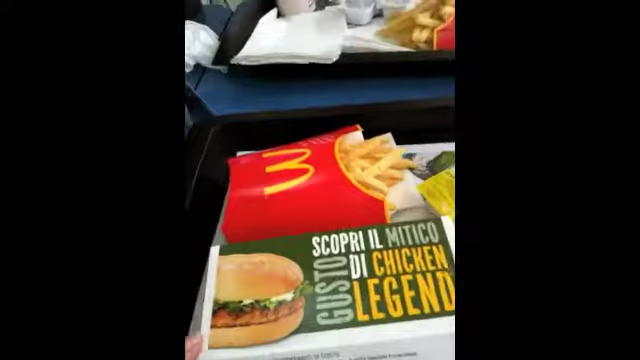 M
SCOPRI IL MITICO
GUSTO
DI CHICKEN
LEGEND